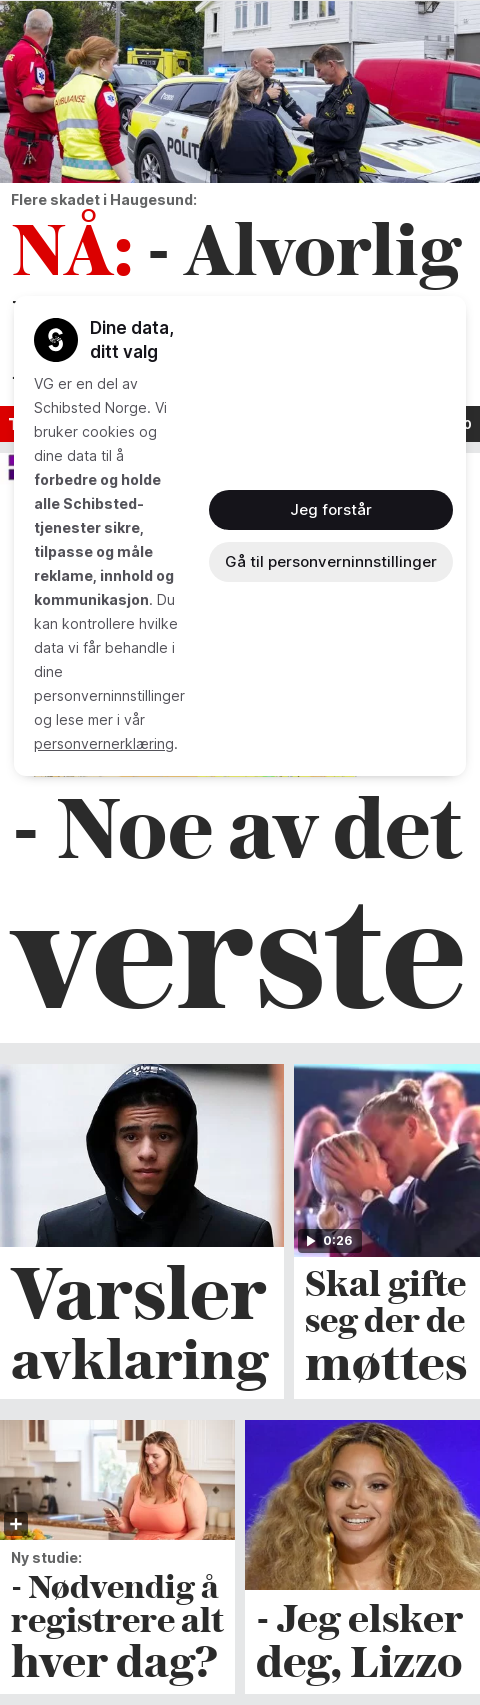 POLITI
POLITI
AMBULANSE
Flere skadet i Haugesund:
NÅ: - Alvorlig
Dine data,
ditt valg
VG er en del av
Schibsted Norge. Vi
bruker cookies og
dine data til å
forbedre og holde
alle Schibsted-
tjenester sikre,
tilpasse og måle
reklame, innhold og
kommunikasjon. Du
kan kontrollere hvilke
data vi får behandle i
dine
personverninnstillinger
og lese mer i vår
personvernerklæring.
Jeg forstår
Gå til personverninnstillinger
- Noe av det
verste
0:26
Varsler
avklaring
Skal gifte
seg der de
møttes
Ny studie:
- Nødvendig å
registrere alt
hver dag?
- Jeg elsker
deg, Lizzo